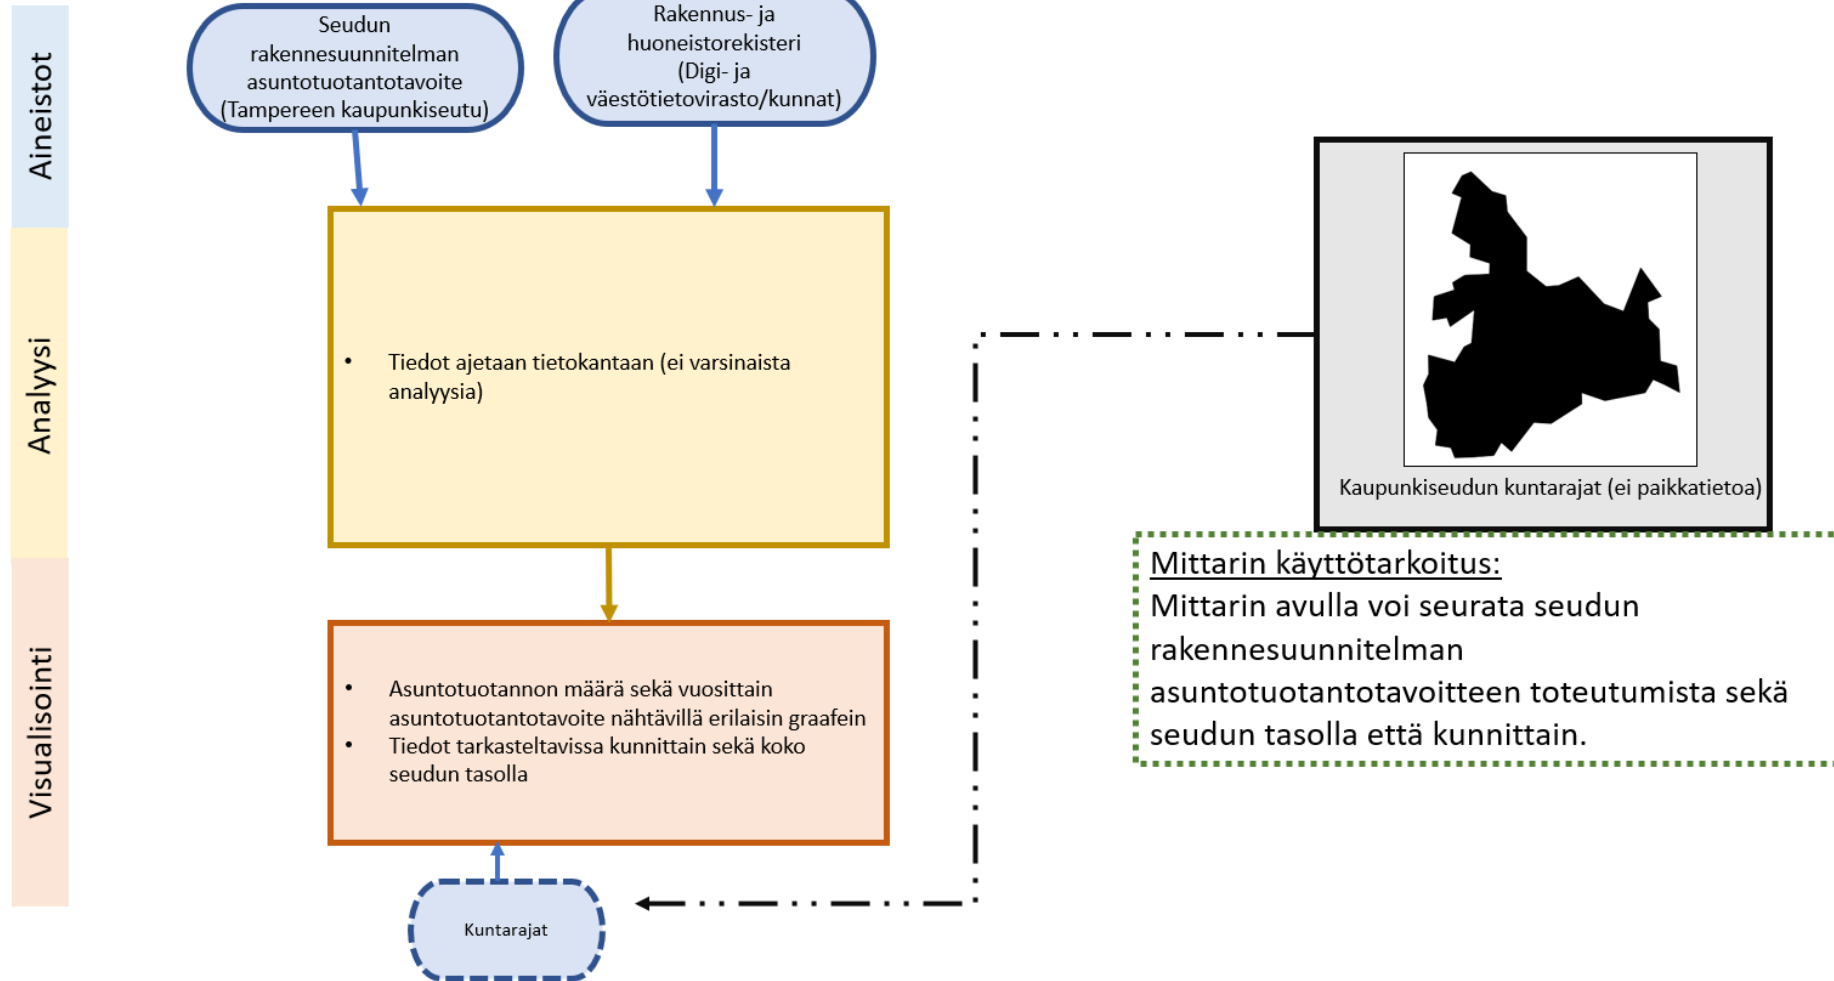 Aineistot
Seudun
rakennesuunnitelman
asuntotuotantotavoite
(Tampereen kaupunkiseutu)
Rakennus- ja
huoneistorekisteri
(Digi- ja
väestötietovirasto/kunnat)
Analyysi
• Tiedot ajetaan tietokantaan (ei varsinaista
analyysia)
Visualisointi
• Asuntotuotannon määrä sekä vuosittain
asuntotuotantotavoite nähtävillä erilaisin graafein
• Tiedot tarkasteltavissa kunnittain sekä koko
seudun tasolla
Kuntarajat
Kaupunkiseudun kuntarajat (ei paikkatietoa)
Mittarin käyttötarkoitus:
Mittarin avulla voi seurata seudun
rakennesuunnitelman
asuntotuotantotavoitteen toteutumista sekä
seudun tasolla että kunnittain.